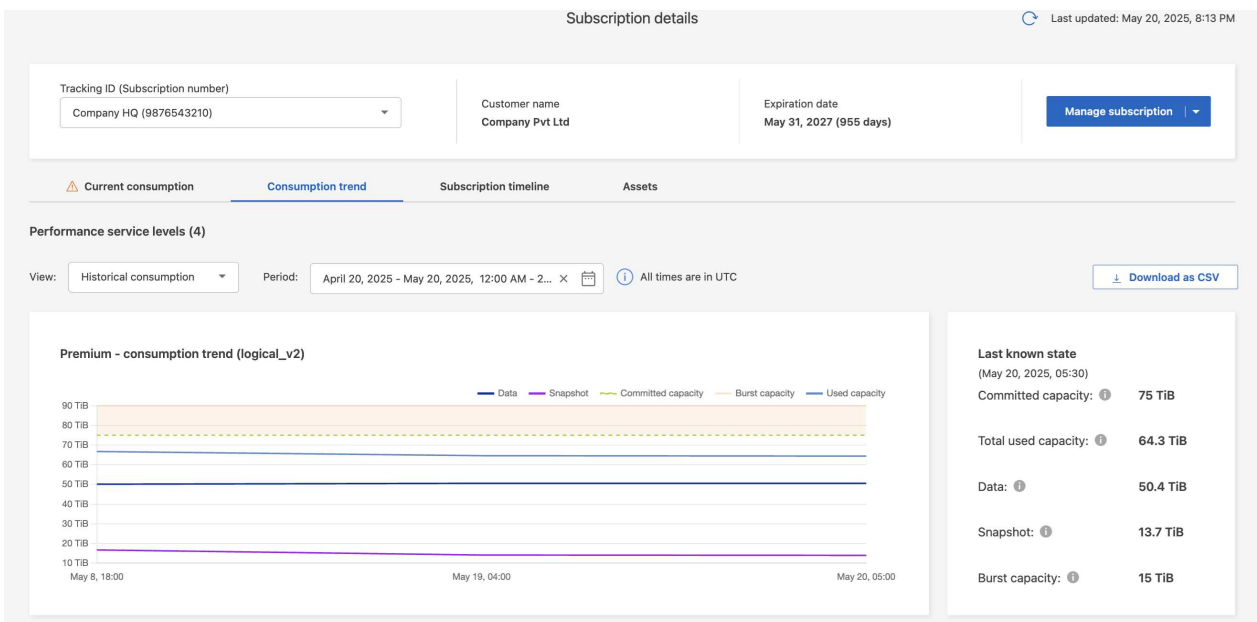 Subscription details
Last updated: May 20, 2025, 8:13 PM
Tracking ID (Subscription number)
Company HQ (9876543210)
Customer name
Company Pvt Ltd
Expiration date
May 31, 2027 (955 days)
Manage subscription
Current consumption
Consumption trend
Subscription timeline
Assets
Performance service levels (4)
View:
Historical consumption
Period:
April 20, 2025 - May 20, 2025, 12:00 AM - 2...
All times are in UTC
Download as CSV
Premium - consumption trend (logical_v2)
Data
Snapshot
Committed capacity
Burst capacity
Used capacity
90 TiB
80 TiB
70 TiB
60 TiB
50 TiB
40 TiB
30 TiB
20 TiB
10 TiB
May 8, 18:00
May 19, 04:00
May 20, 05:00
Last known state
(May 20, 2025, 05:30)
Committed capacity: 75 TiB
Total used capacity: 64.3 TiB
Data: 50.4 TiB
Snapshot: 13.7 TiB
Burst capacity: 15 TiB